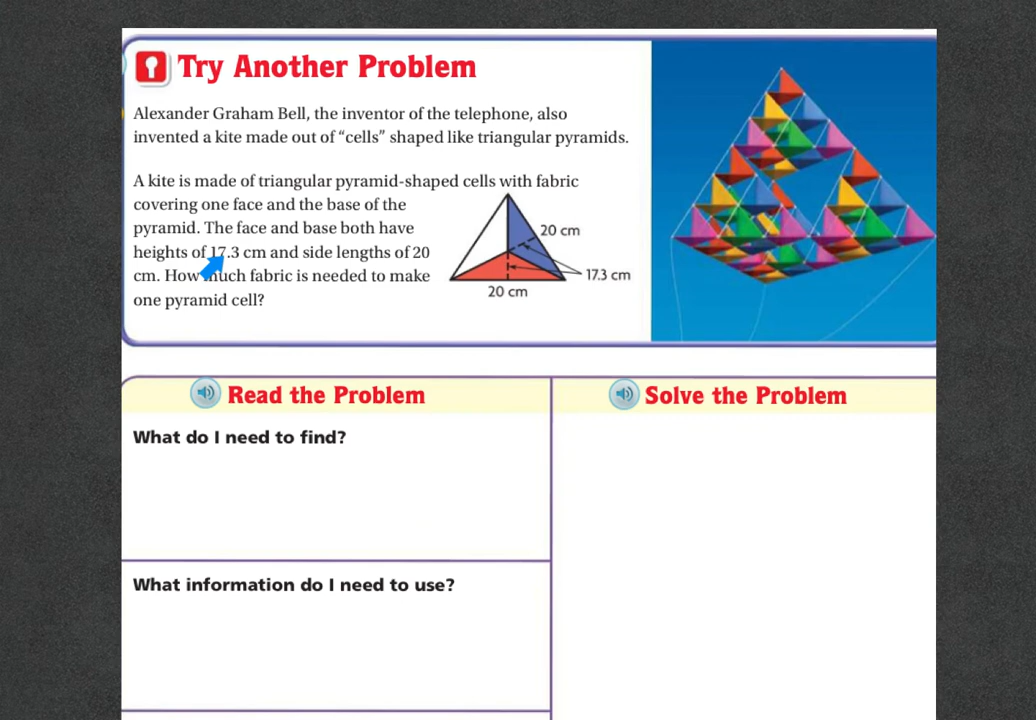 Try Another Problem
Alexander Graham Bell, the inventor of the telephone, also
invented a kite made out of “cells” shaped like triangular pyramids.
A kite is made of triangular pyramid-shaped cells with fabric
covering one face and the base of the
pyramid. The face and base both have
heights of 17.3 cm and side lengths of 20
cm. How much fabric is needed to make
one pyramid cell?
20 cm
17.3 cm
20 cm
Read the Problem
What do I need to find?
What information do I need to use?
Solve the Problem